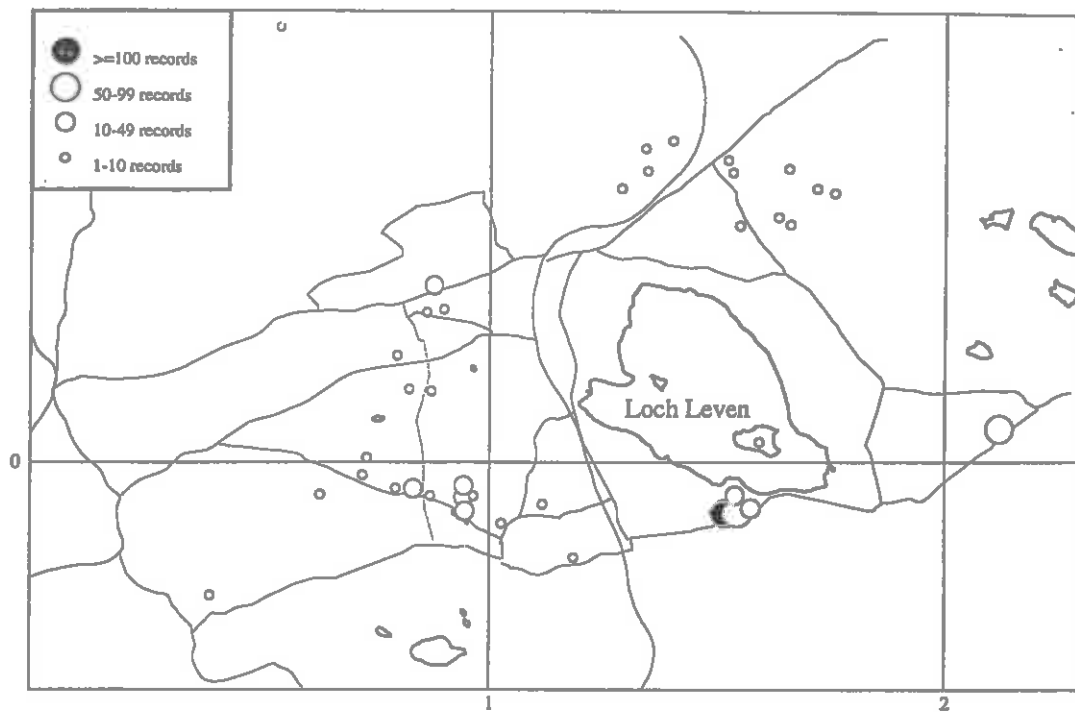 >=100 records
50-99 records
10-49 records
1-10 records
Loch Leven
0
1
2